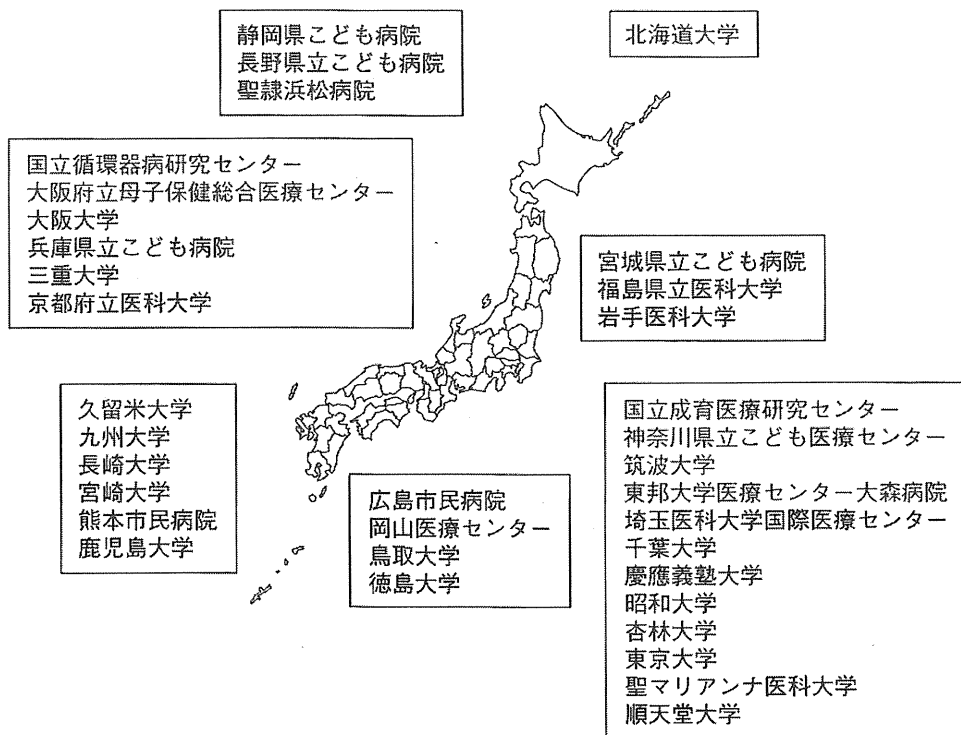 静岡県こども病院
長野県立こども病院
聖隷浜松病院
北海道大学
国立循環器病研究センター
大阪府立母子保健総合医療センター
大阪大学
兵庫県立こども病院
三重大学
京都府立医科大学
宮城県立こども病院
福島県立医科大学
岩手医科大学
久留米大学
九州大学
長崎大学
宮崎大学
熊本市民病院
鹿児島大学
広島市民病院
岡山医療センター
鳥取大学
徳島大学
国立成育医療研究センター
神奈川県立こども医療センター
筑波大学
東邦大学医療センター大森病院
埼玉医科大学国際医療センター
千葉大学
慶應義塾大学
昭和大学
杏林大学
東京大学
聖マリアンナ医科大学
順天堂大学